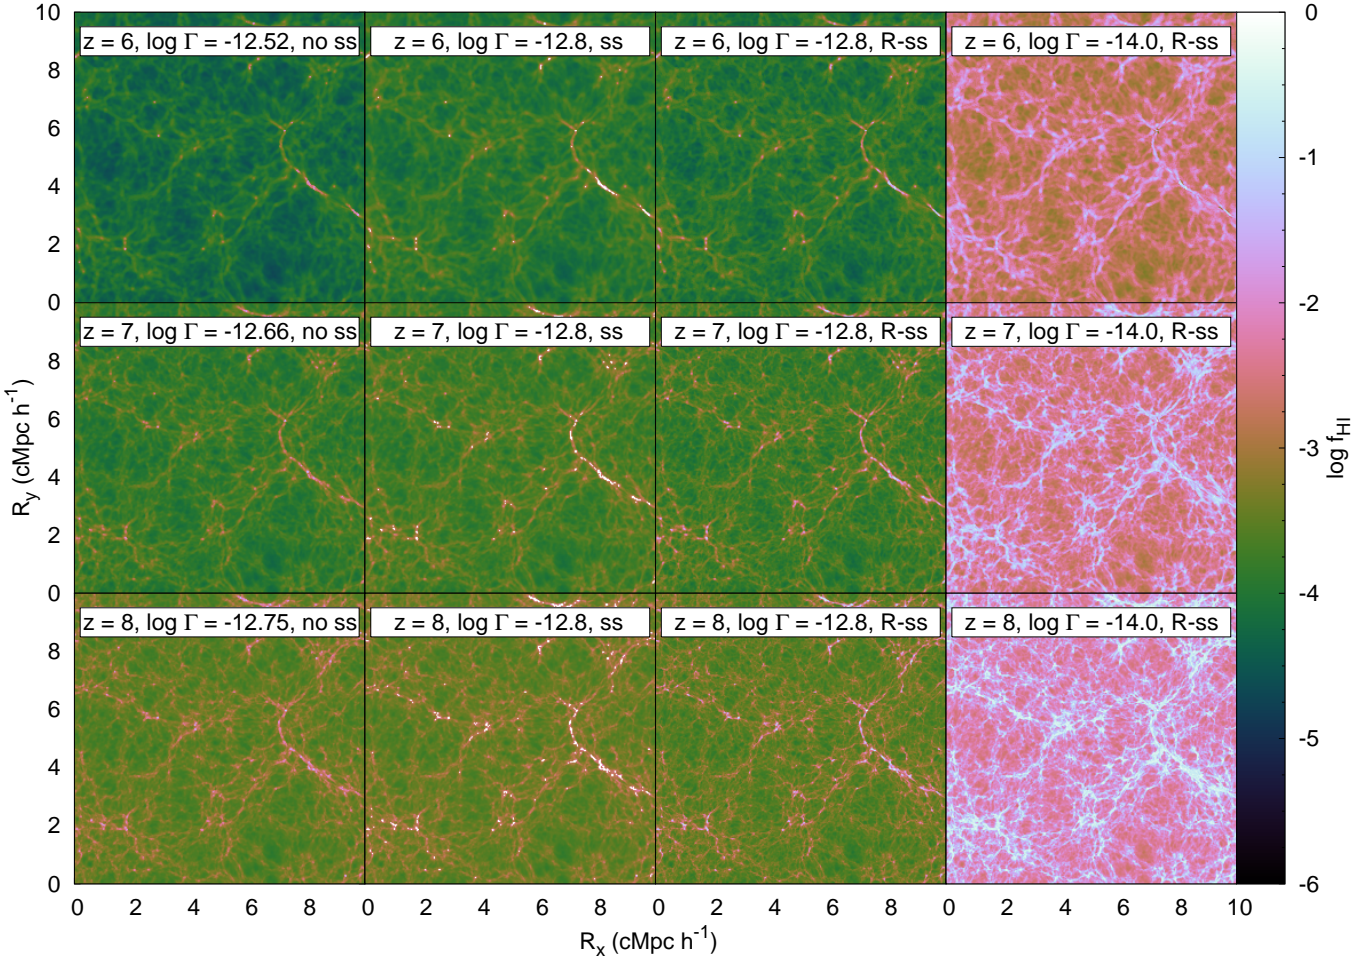 10
8
6
4
2
0
8
6
4
2
0
8
6
4
2
0
R_y (cMpc h^-1)
z = 6, log Γ = -12.52, no ss
z = 6, log Γ = -12.8, ss
z = 6, log Γ = -12.8, R-ss
z = 6, log Γ = -14.0, R-ss
z = 7, log Γ = -12.66, no ss
z = 7, log Γ = -12.8, ss
z = 7, log Γ = -12.8, R-ss
z = 7, log Γ = -14.0, R-ss
z = 8, log Γ = -12.75, no ss
z = 8, log Γ = -12.8, ss
z = 8, log Γ = -12.8, R-ss
z = 8, log Γ = -14.0, R-ss
0 2 4 6 8 0 2 4 6 8 0 2 4 6 8 0 2 4 6 8 10
R_x (cMpc h^-1)
0
-1
-2
-3
-4
-5
-6
log f_HI